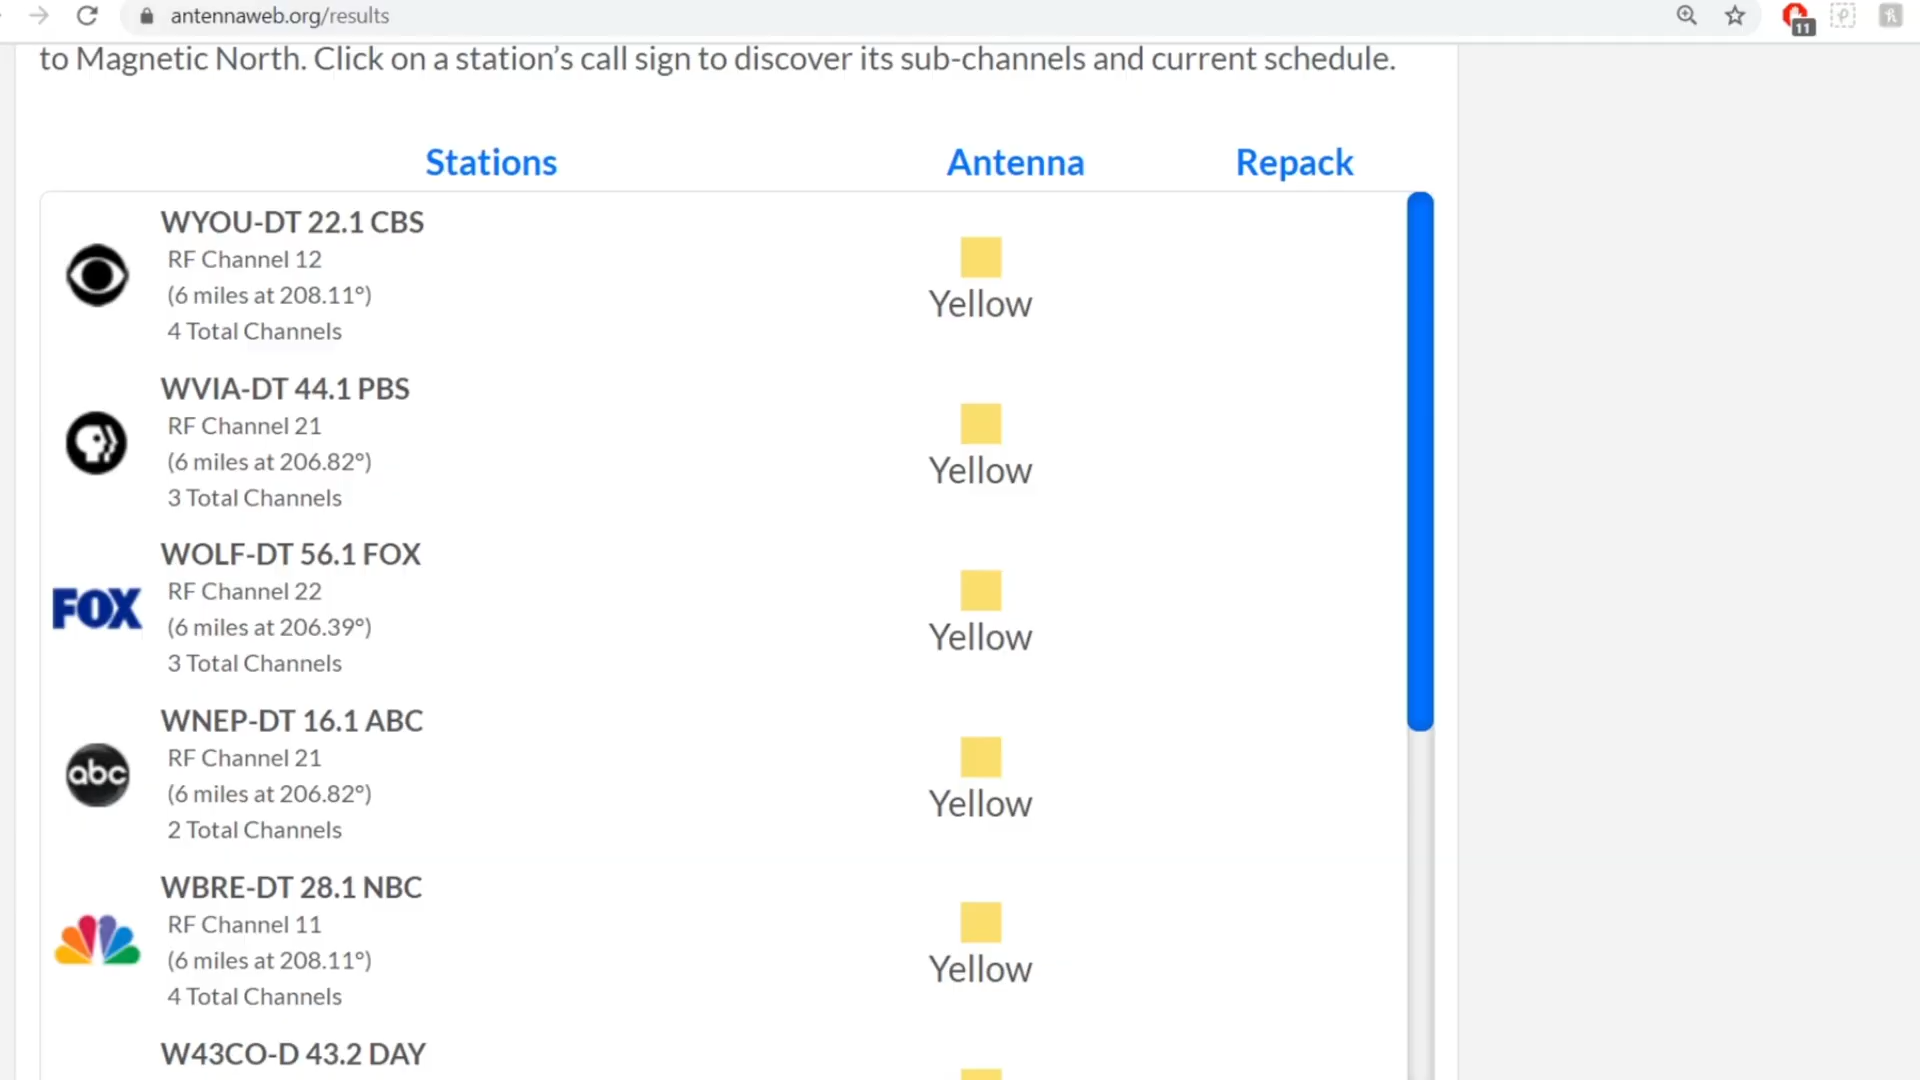 antennaweb.org/results
11
to Magnetic North. Click on a station's call sign to discover its sub-channels and current schedule.
Stations Antenna Repack
WYOU-DT 22.1 CBS
RF Channel 12
(6 miles at 208.11°)
4 Total Channels
Yellow
WVIA-DT 44.1 PBS
RF Channel 21
(6 miles at 206.82°)
3 Total Channels
Yellow
WOLF-DT 56.1 FOX
FOX
RF Channel 22
(6 miles at 206.39°)
3 Total Channels
Yellow
WNEP-DT 16.1 ABC
abc
RF Channel 21
(6 miles at 206.82°)
2 Total Channels
Yellow
WBRE-DT 28.1 NBC
RF Channel 11
(6 miles at 208.11°)
4 Total Channels
Yellow
W43CO-D 43.2 DAY